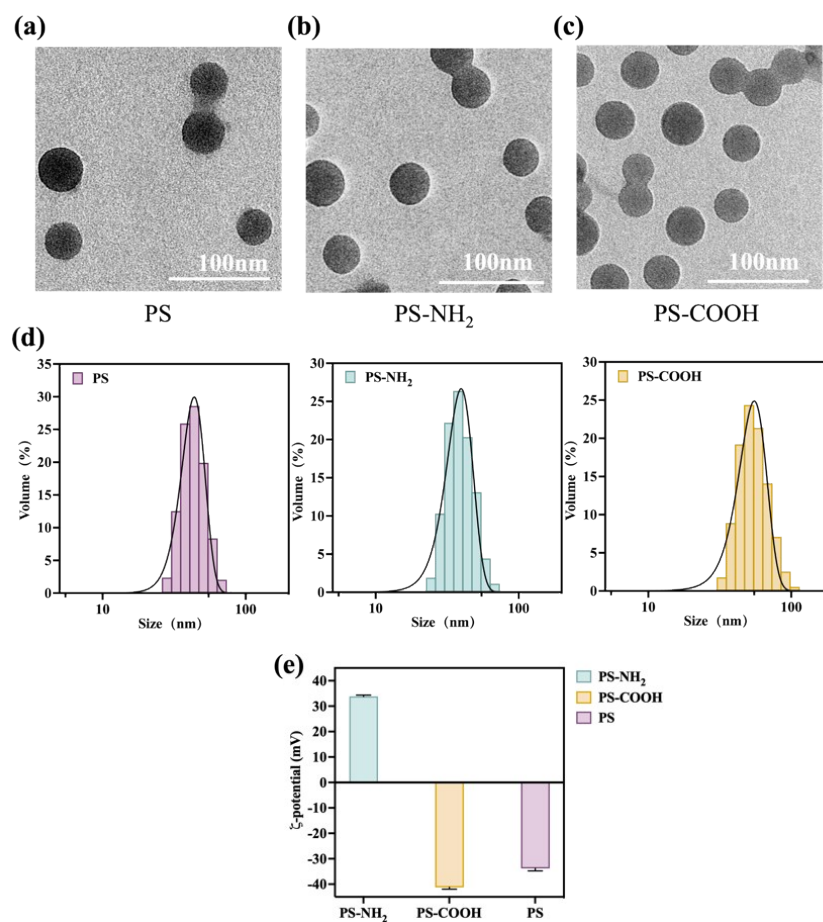 (a)
(b)
(c)
100nm
100nm
100nm
PS
PS-NH₂
PS-COOH
(d)
35
30
25
20
15
10
5
0
10
100
Volume (%)
Size (nm)
PS
30
25
20
15
10
5
0
10
100
Volume (%)
Size (nm)
PS-NH₂
30
25
20
15
10
5
0
10
100
Volume (%)
Size (nm)
PS-COOH
(e)
40
30
20
10
0
-10
-20
-30
-40
ζ-potential (mV)
PS-NH₂
PS-COOH
PS
PS-NH₂
PS-COOH
PS